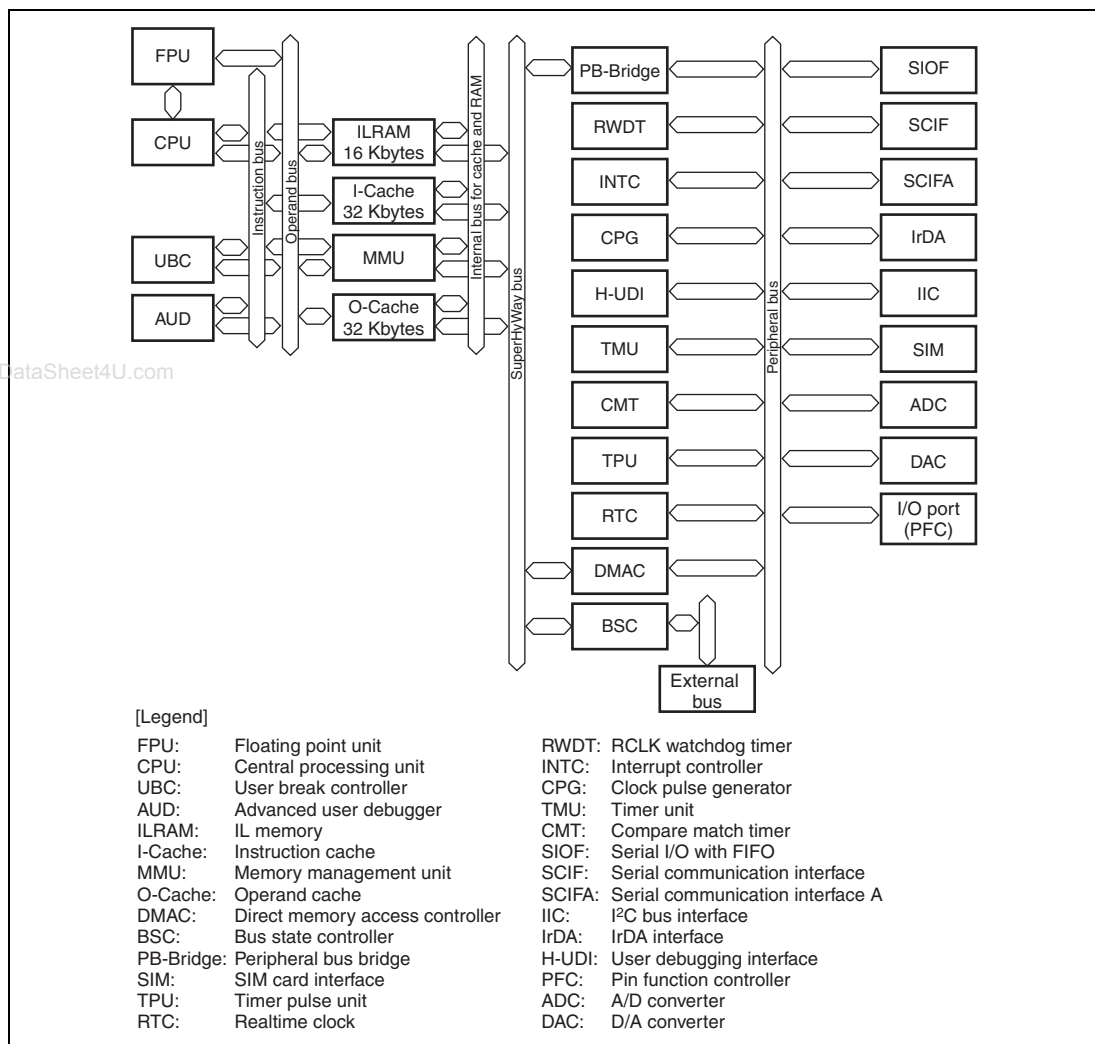 FPU
CPU
UBC
AUD
Instruction bus
Operand bus
ILRAM
16 Kbytes
I-Cache
32 Kbytes
MMU
O-Cache
32 Kbytes
Internal bus for cache and RAM
SuperHyWay bus
PB-Bridge
RWDT
INTC
CPG
H-UDI
TMU
CMT
TPU
RTC
DMAC
BSC
External
bus
Peripheral bus
SIOF
SCIF
SCIFA
IrDA
IIC
SIM
ADC
DAC
I/O port
(PFC)
DataSheet4U.com
[Legend]
FPU: Floating point unit
CPU: Central processing unit
UBC: User break controller
AUD: Advanced user debugger
ILRAM: IL memory
I-Cache: Instruction cache
MMU: Memory management unit
O-Cache: Operand cache
DMAC: Direct memory access controller
BSC: Bus state controller
PB-Bridge: Peripheral bus bridge
SIM: SIM card interface
TPU: Timer pulse unit
RTC: Realtime clock
RWDT: RCLK watchdog timer
INTC: Interrupt controller
CPG: Clock pulse generator
TMU: Timer unit
CMT: Compare match timer
SIOF: Serial I/O with FIFO
SCIF: Serial communication interface
SCIFA: Serial communication interface A
IIC: I²C bus interface
IrDA: IrDA interface
H-UDI: User debugging interface
PFC: Pin function controller
ADC: A/D converter
DAC: D/A converter